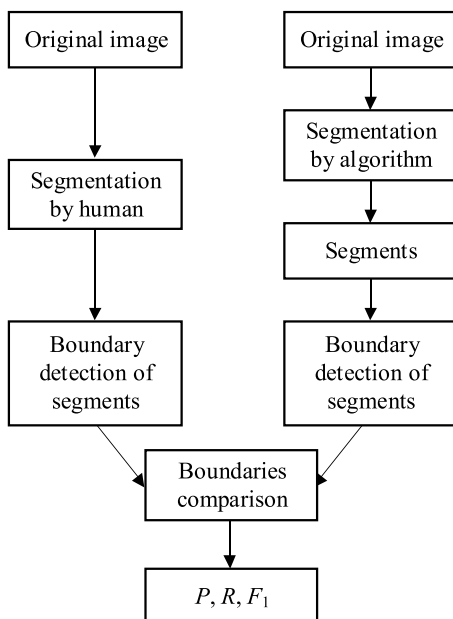 Original image
Original image
Segmentation
by algorithm
Segmentation
by human
Segments
Boundary
detection of
segments
Boundary
detection of
segments
Boundaries
comparison
P, R, F₁